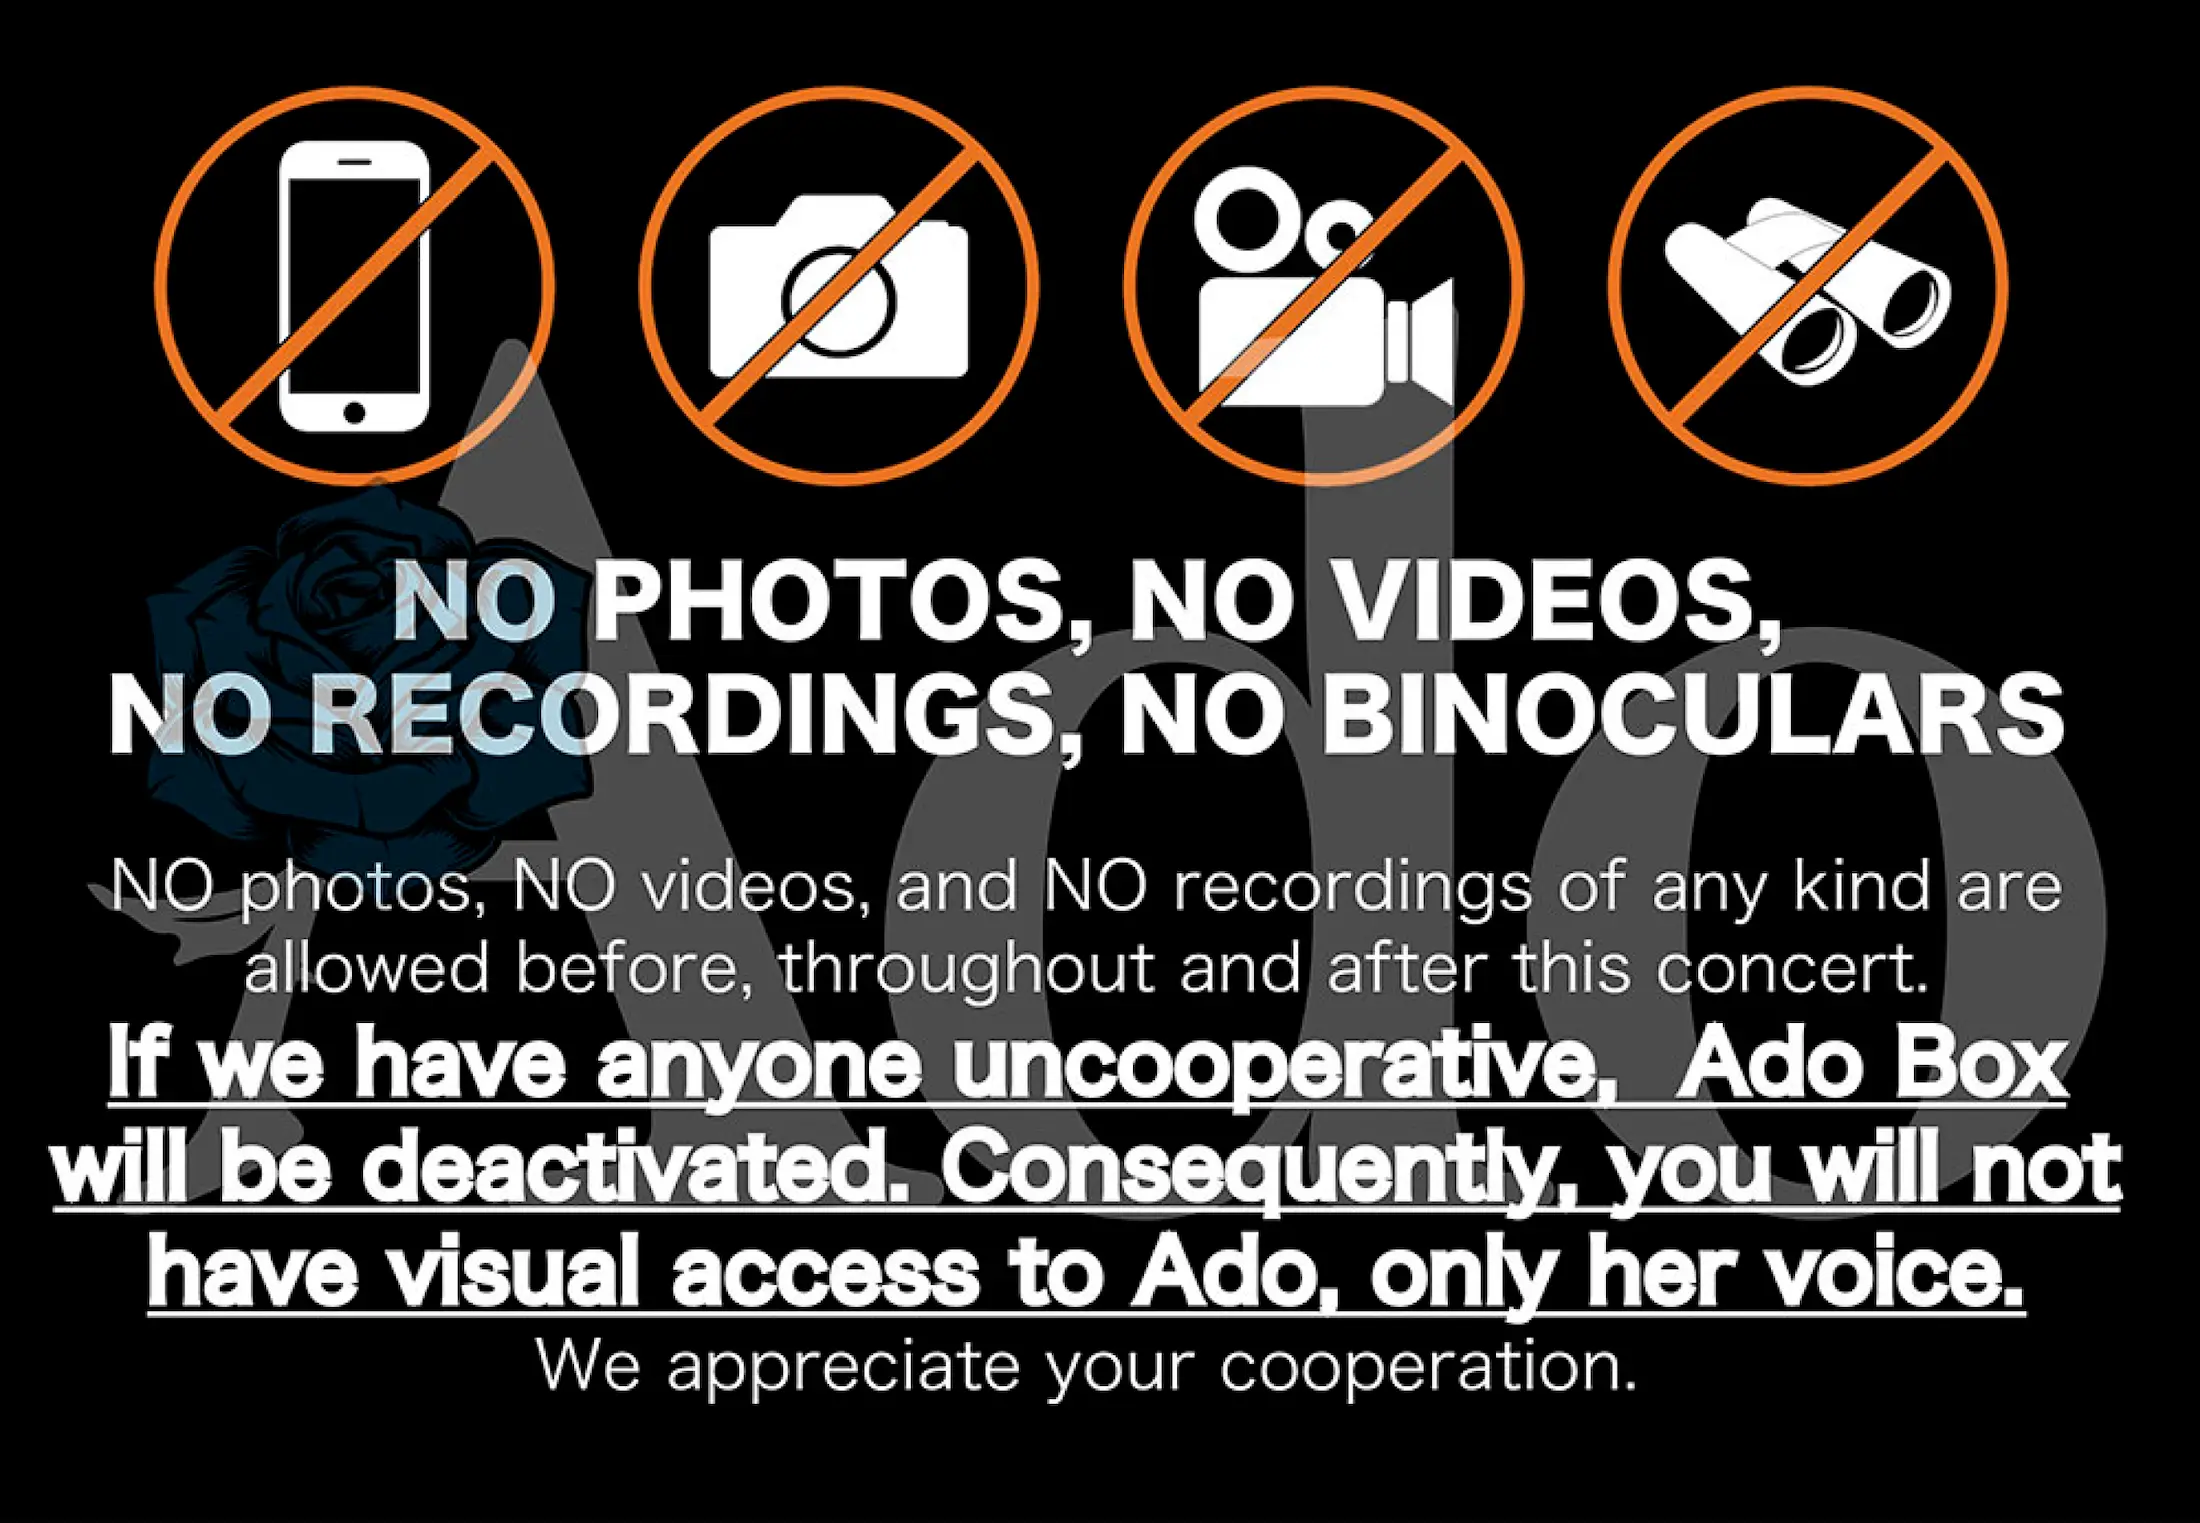 NO PHOTOS, NO VIDEOS,
NO RECORDINGS, NO BINOCULARS
NO photos, NO videos, and NO recordings of any kind are
allowed before, throughout and after this concert.
If we have anyone uncooperative,  Ado Box
will be deactivated. Consequently, you will not
have visual access to Ado, only her voice.
We appreciate your cooperation.
Ado